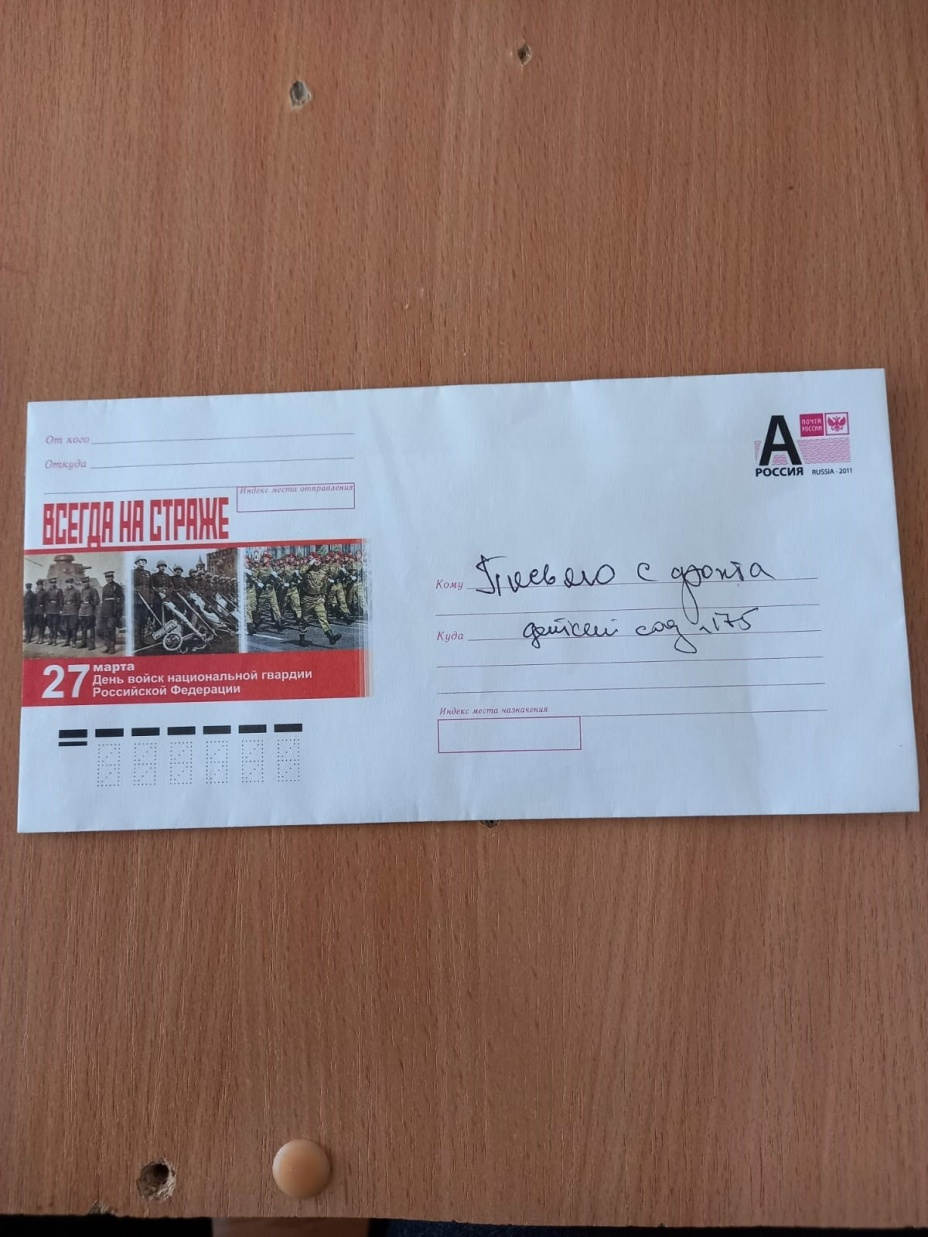 От кого
Откуда
Индекс места отправления
ВСЕГДА НА СТРАЖЕ
27 марта
День войск национальной гвардии
Российской Федерации
А
ПОЧТА
РОССИИ
РОССИЯ RUSSIA - 2011
Кому Письмо с фронта
Куда детский сад №175
Индекс места назначения